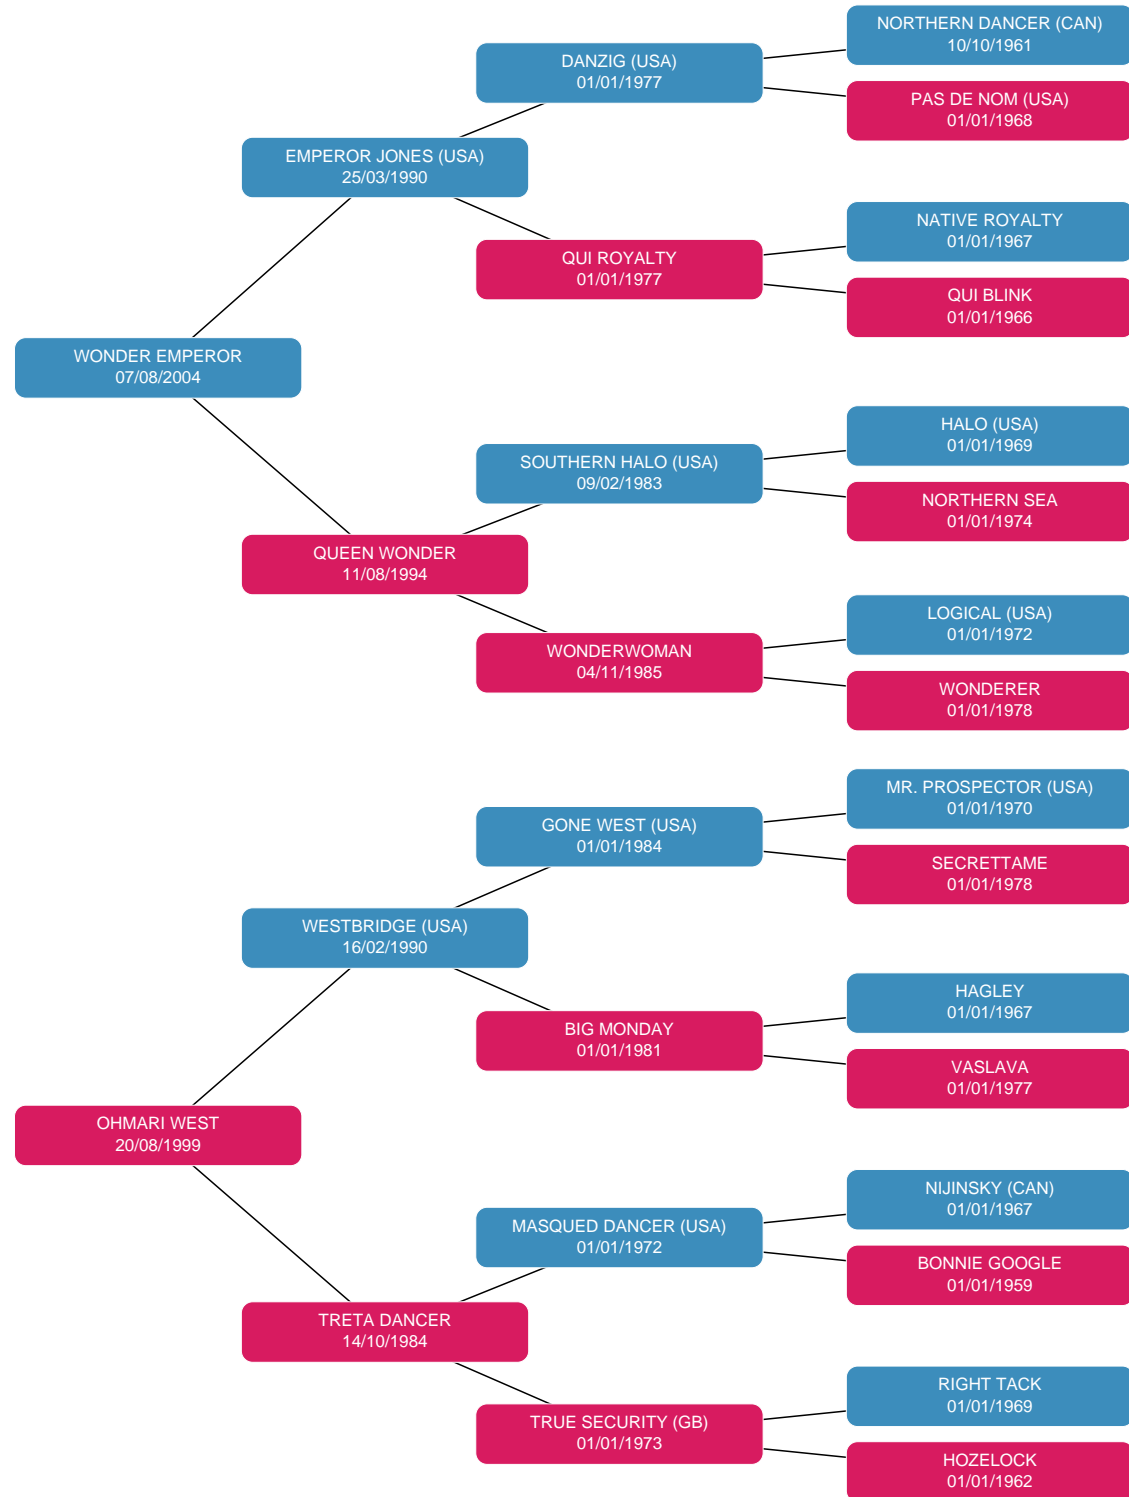 NORTHERN DANCER (CAN)
10/10/1961
DANZIG (USA)
01/01/1977
PAS DE NOM (USA)
01/01/1968
EMPEROR JONES (USA)
25/03/1990
NATIVE ROYALTY
01/01/1967
QUI ROYALTY
01/01/1977
QUI BLINK
01/01/1966
WONDER EMPEROR
07/08/2004
HALO (USA)
01/01/1969
SOUTHERN HALO (USA)
09/02/1983
NORTHERN SEA
01/01/1974
QUEEN WONDER
11/08/1994
LOGICAL (USA)
01/01/1972
WONDERWOMAN
04/11/1985
WONDERER
01/01/1978
MR. PROSPECTOR (USA)
01/01/1970
GONE WEST (USA)
01/01/1984
SECRETTAME
01/01/1978
WESTBRIDGE (USA)
16/02/1990
HAGLEY
01/01/1967
BIG MONDAY
01/01/1981
VASLAVA
01/01/1977
OHMARI WEST
20/08/1999
NIJINSKY (CAN)
01/01/1967
MASQUED DANCER (USA)
01/01/1972
BONNIE GOOGLE
01/01/1959
TRETA DANCER
14/10/1984
RIGHT TACK
01/01/1969
TRUE SECURITY (GB)
01/01/1973
HOZELOCK
01/01/1962